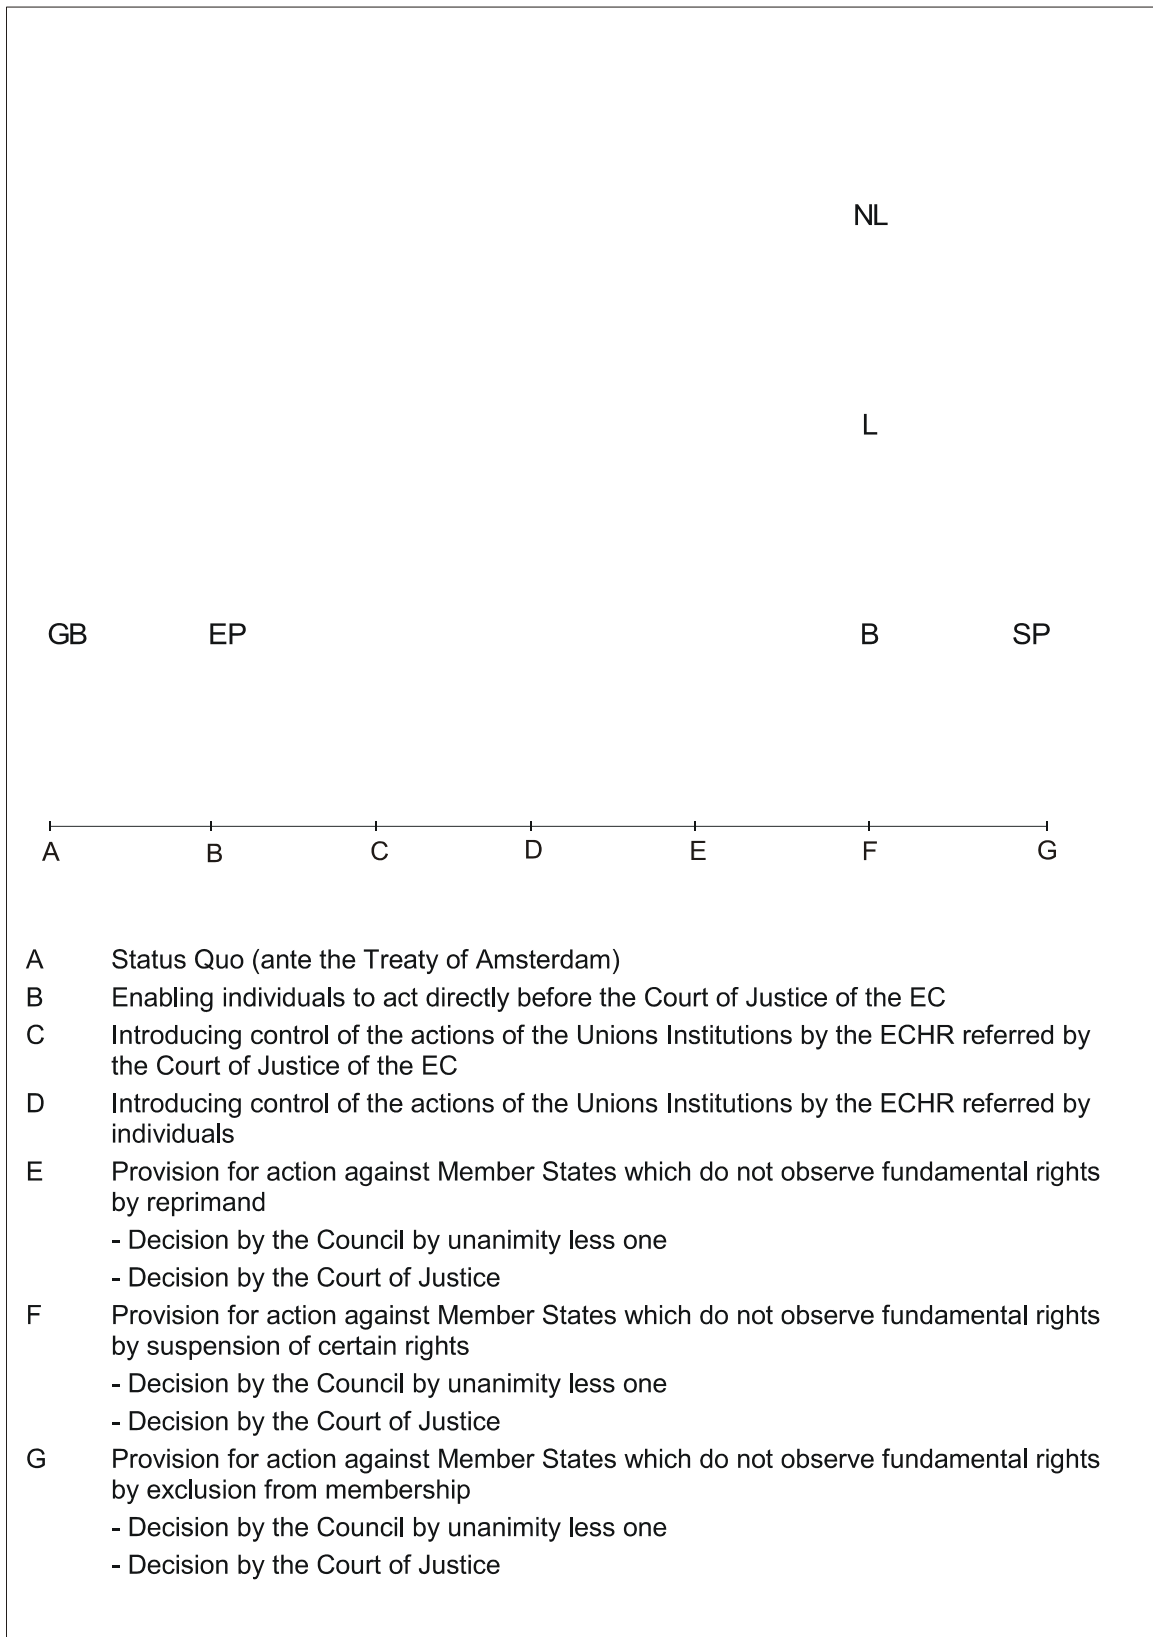 NL
L
GB EP B SP
A B C D E F G
A Status Quo (ante the Treaty of Amsterdam)
B Enabling individuals to act directly before the Court of Justice of the EC
C Introducing control of the actions of the Unions Institutions by the ECHR referred by
the Court of Justice of the EC
D Introducing control of the actions of the Unions Institutions by the ECHR referred by
individuals
E Provision for action against Member States which do not observe fundamental rights
by reprimand
- Decision by the Council by unanimity less one
- Decision by the Court of Justice
F Provision for action against Member States which do not observe fundamental rights
by suspension of certain rights
- Decision by the Council by unanimity less one
- Decision by the Court of Justice
G Provision for action against Member States which do not observe fundamental rights
by exclusion from membership
- Decision by the Council by unanimity less one
- Decision by the Court of Justice